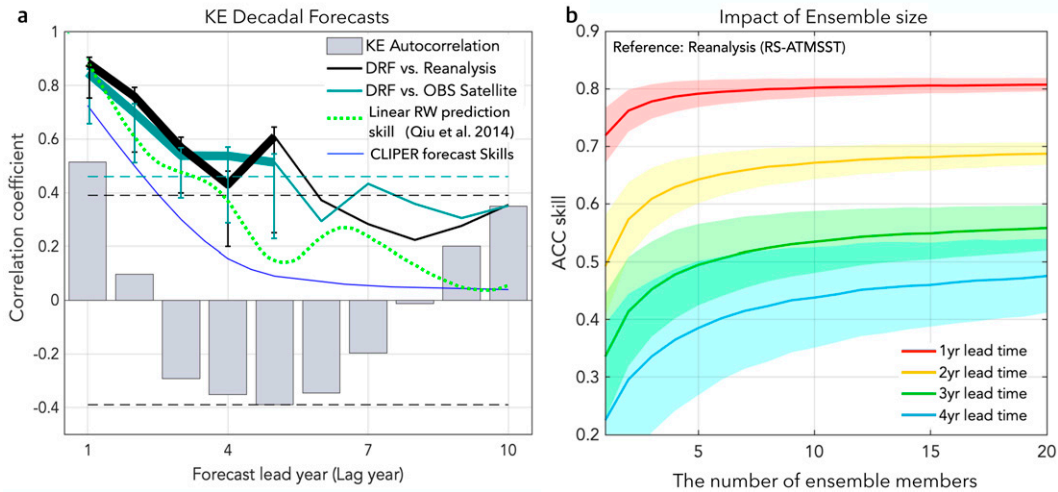 a
KE Decadal Forecasts
1
0.8
0.6
0.4
0.2
0
-0.2
-0.4
Correlation coefficient
KE Autocorrelation
DRF vs. Reanalysis
DRF vs. OBS Satellite
Linear RW prediction
skill (Qiu et al. 2014)
CLIPER forecast Skills
1
4
7
10
Forecast lead year (Lag year)
b
Impact of Ensemble size
0.9
0.8
0.7
0.6
0.5
0.4
0.3
0.2
ACC skill
Reference: Reanalysis (RS-ATMSST)
1yr lead time
2yr lead time
3yr lead time
4yr lead time
5
10
15
20
The number of ensemble members